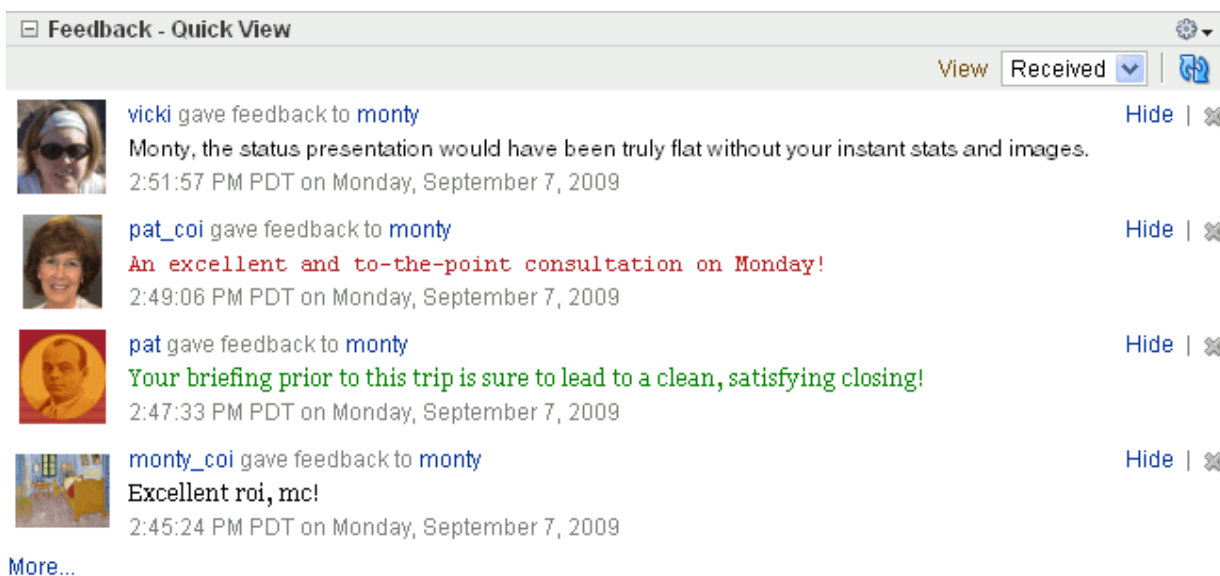 Feedback - Quick View
View Received
vicki gave feedback to monty Hide |
Monty, the status presentation would have been truly flat without your instant stats and images.
2:51:57 PM PDT on Monday, September 7, 2009
pat_coi gave feedback to monty Hide |
An excellent and to-the-point consultation on Monday!
2:49:06 PM PDT on Monday, September 7, 2009
pat gave feedback to monty Hide |
Your briefing prior to this trip is sure to lead to a clean, satisfying closing!
2:47:33 PM PDT on Monday, September 7, 2009
monty_coi gave feedback to monty Hide |
Excellent roi, mc!
2:45:24 PM PDT on Monday, September 7, 2009
More...